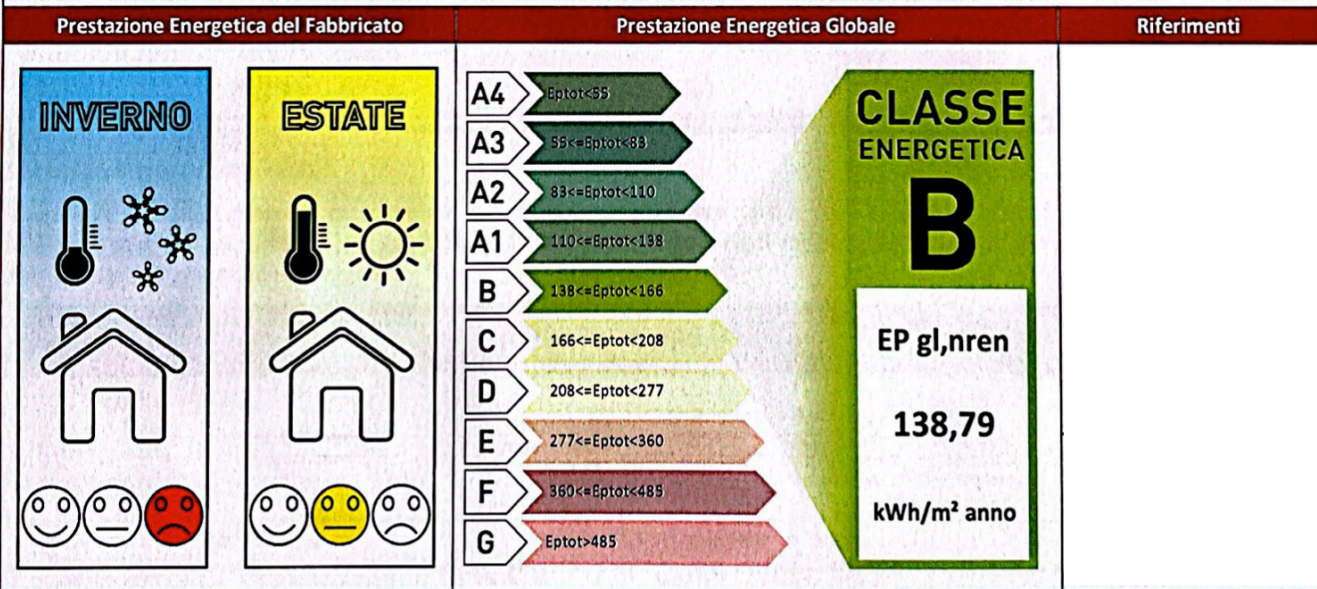 Prestazione Energetica del Fabbricato
Prestazione Energetica Globale
Riferimenti
INVERNO
ESTATE
A4
Eptot<55
A3
55<=Eptot<83
A2
83<=Eptot<110
A1
110<=Eptot<138
B
138<=Eptot<166
C
166<=Eptot<208
D
208<=Eptot<277
E
277<=Eptot<360
F
360<=Eptot<485
G
Eptot>485
CLASSE
ENERGETICA
B
EP gl,nren
138,79
kWh/m² anno